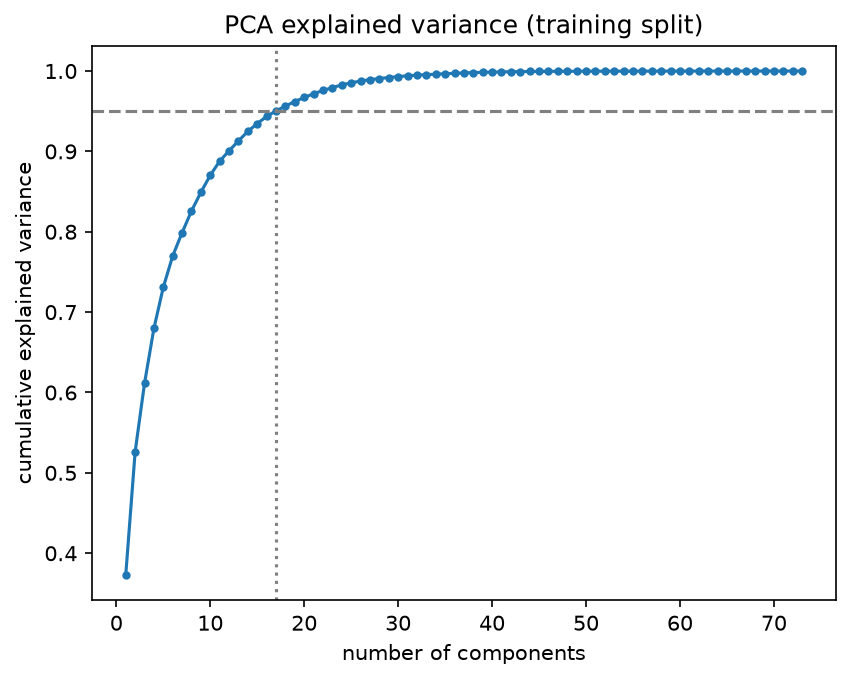 PCA explained variance (training split)
cumulative explained variance
1.0
0.9
0.8
0.7
0.6
0.5
0.4
0 10 20 30 40 50 60 70
number of components